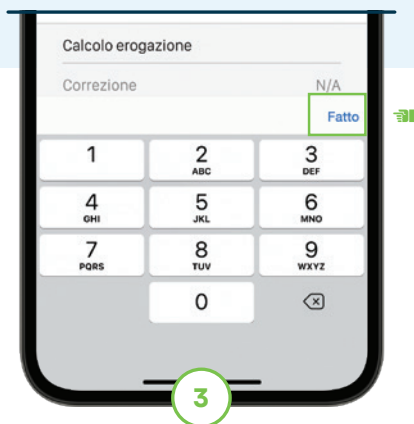 Calcolo erogazione
Correzione N/A
Fatto
1 2 3
ABC DEF
4 5 6
GHI JKL MNO
7 8 9
PQRS TUV WXYZ
0
3